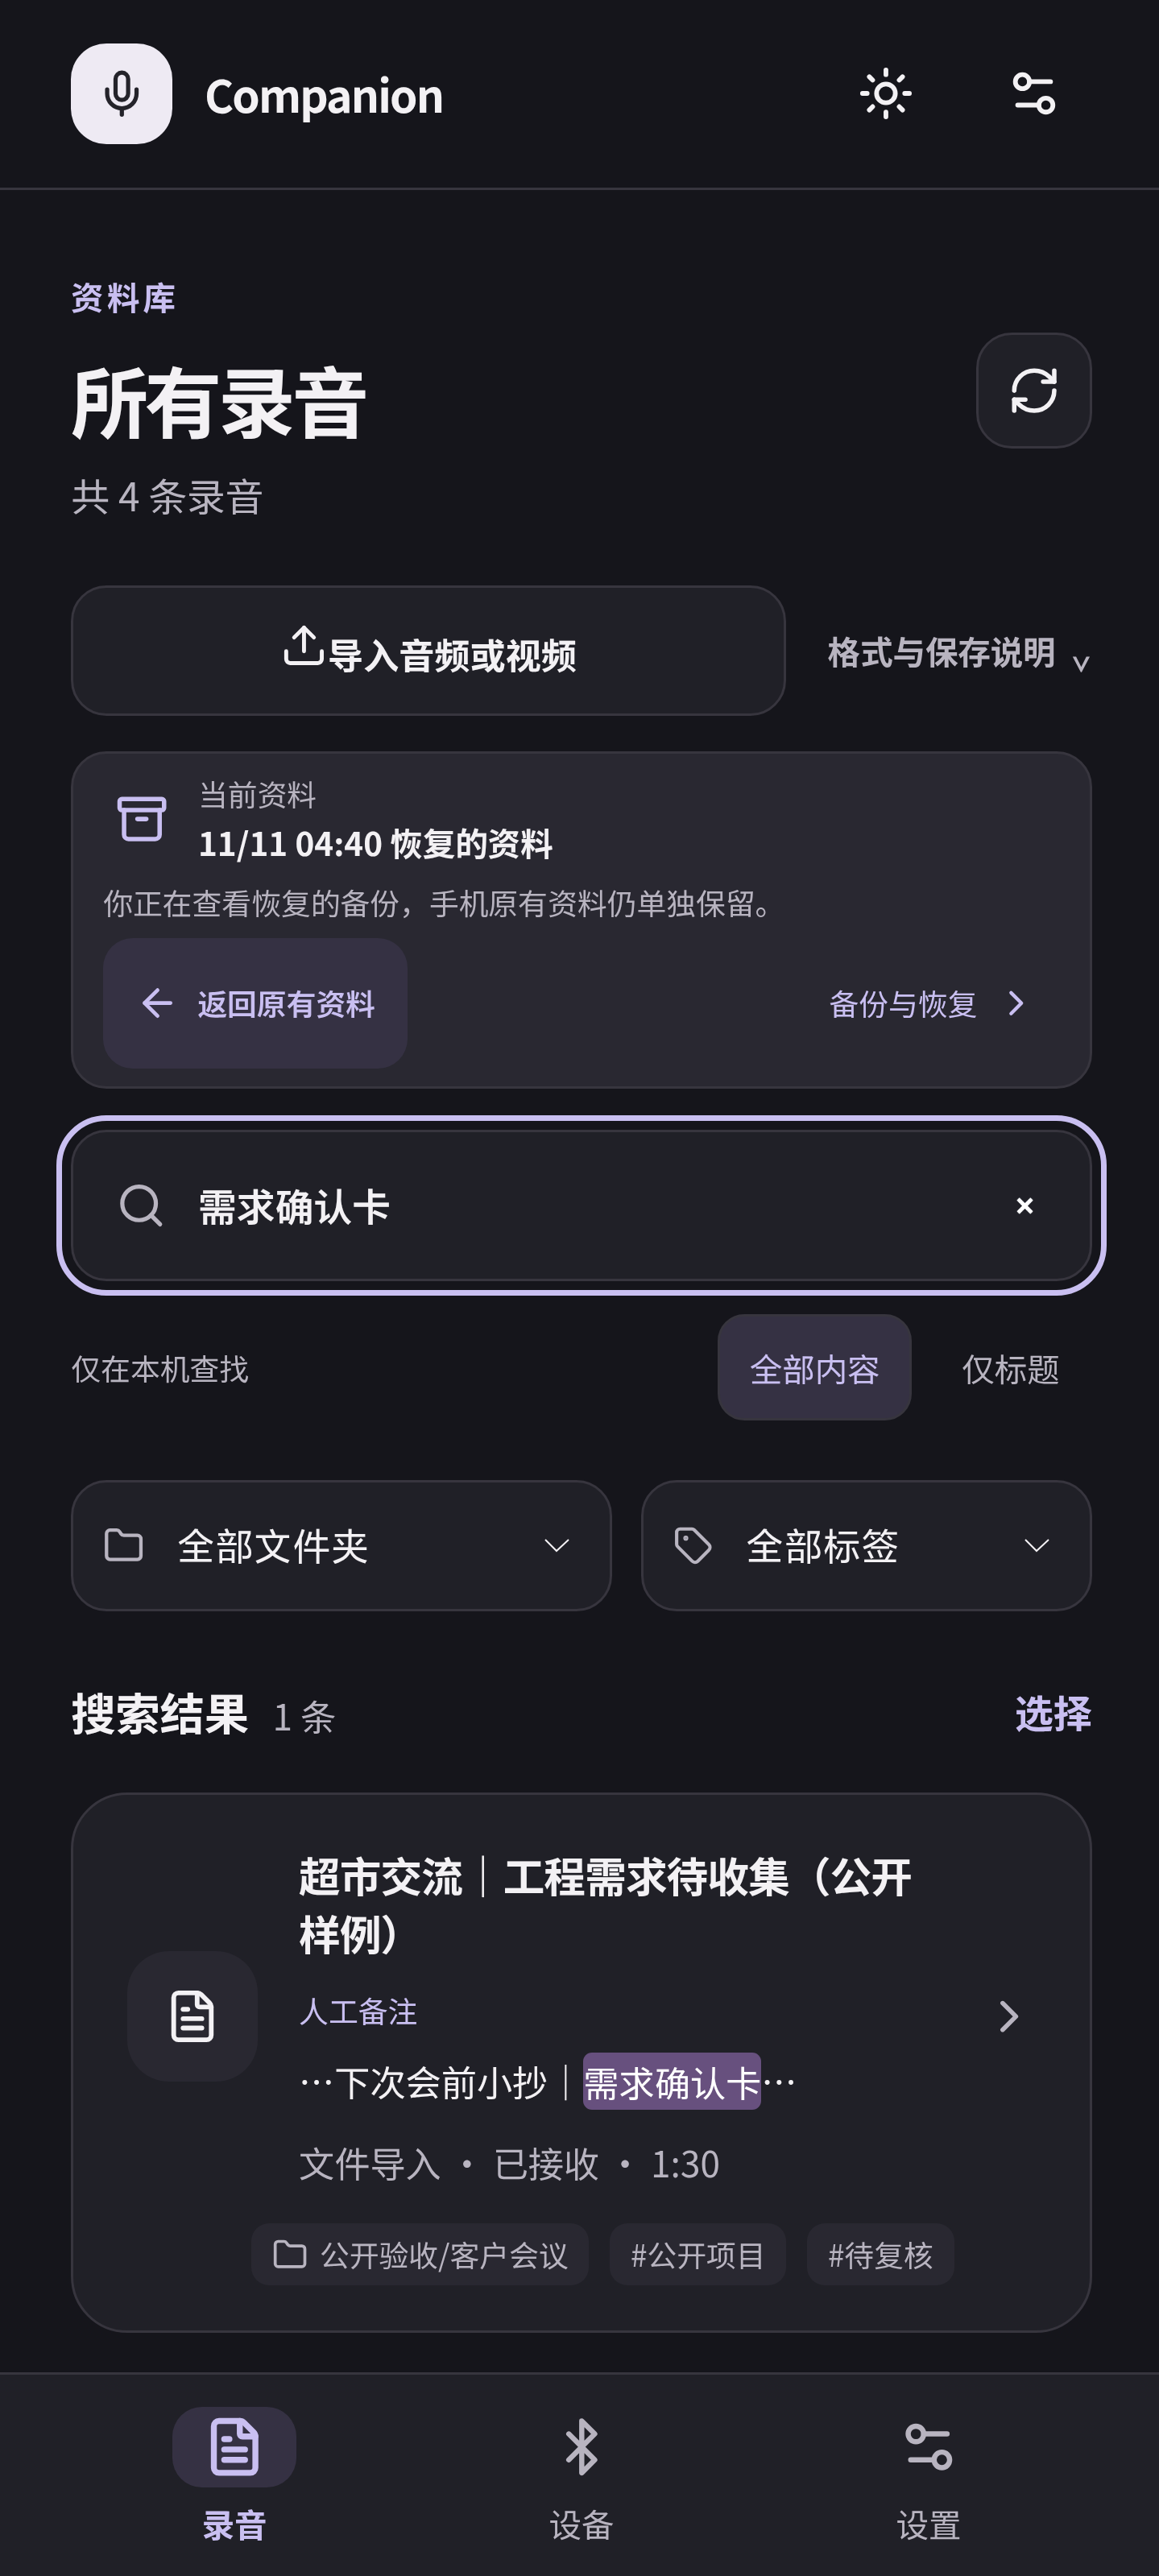 Companion
资料库
所有录音
共 4 条录音
导入音频或视频
格式与保存说明
当前资料
11/11 04:40 恢复的资料
你正在查看恢复的备份，手机原有资料仍单独保留。
返回原有资料
备份与恢复
需求确认卡
仅在本机查找
全部内容
仅标题
全部文件夹
全部标签
搜索结果 1 条
选择
超市交流｜工程需求待收集（公开
样例）
人工备注
…下次会前小抄｜需求确认卡…
文件导入 • 已接收 • 1:30
公开验收/客户会议
#公开项目
#待复核
录音
设备
设置